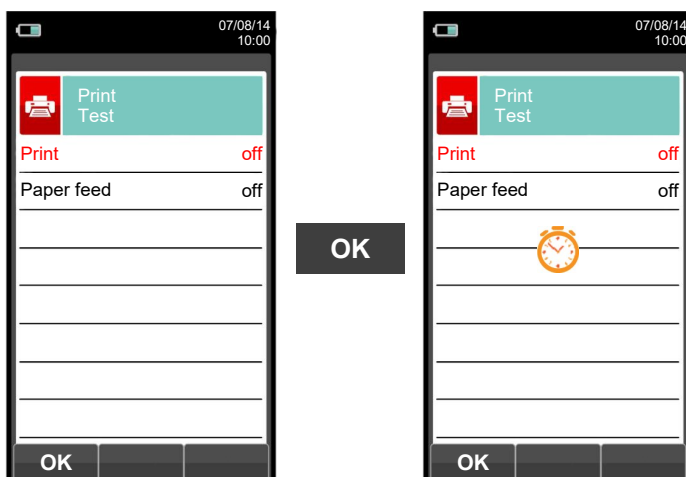 07/08/14
10:00
Print
Test
Print off
Paper feed off
OK
OK
07/08/14
10:00
Print
Test
Print off
Paper feed off
OK